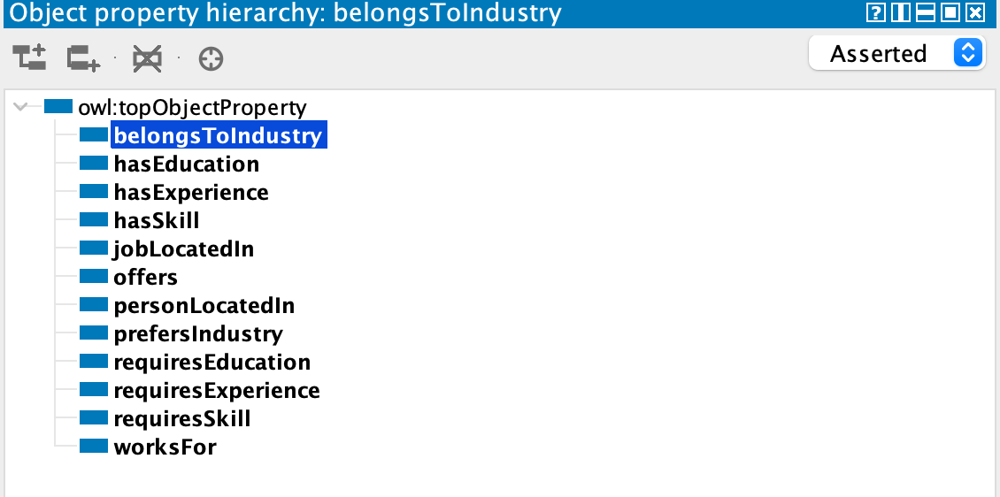 Object property hierarchy: belongsToIndustry
Asserted
owl:topObjectProperty
belongsToIndustry
hasEducation
hasExperience
hasSkill
jobLocatedIn
offers
personLocatedIn
prefersIndustry
requiresEducation
requiresExperience
requiresSkill
worksFor